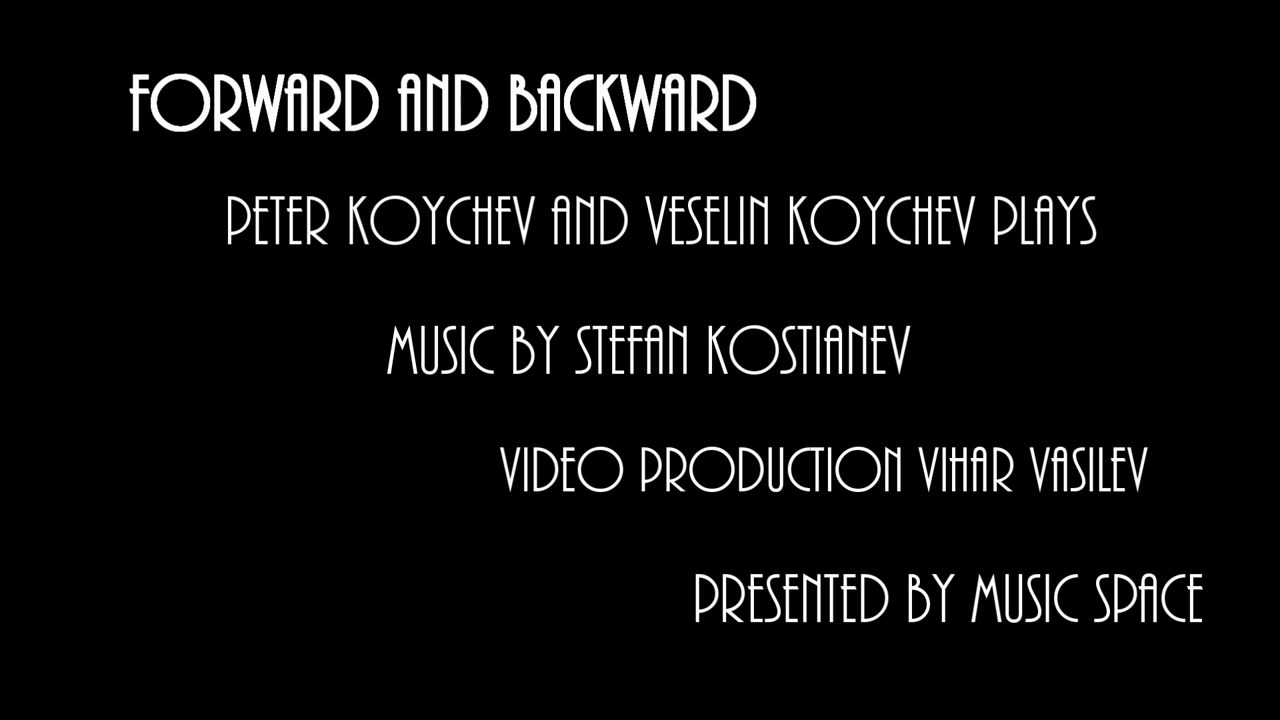 FORWARD AND BACKWARD
PETER KOYCHEV AND VESELIN KOYCHEV PLAYS
MUSIC BY STEFAN KOSTIANEV
VIDEO PRODUCTION VIHAR VASILEV
PRESENTED BY MUSIC SPACE